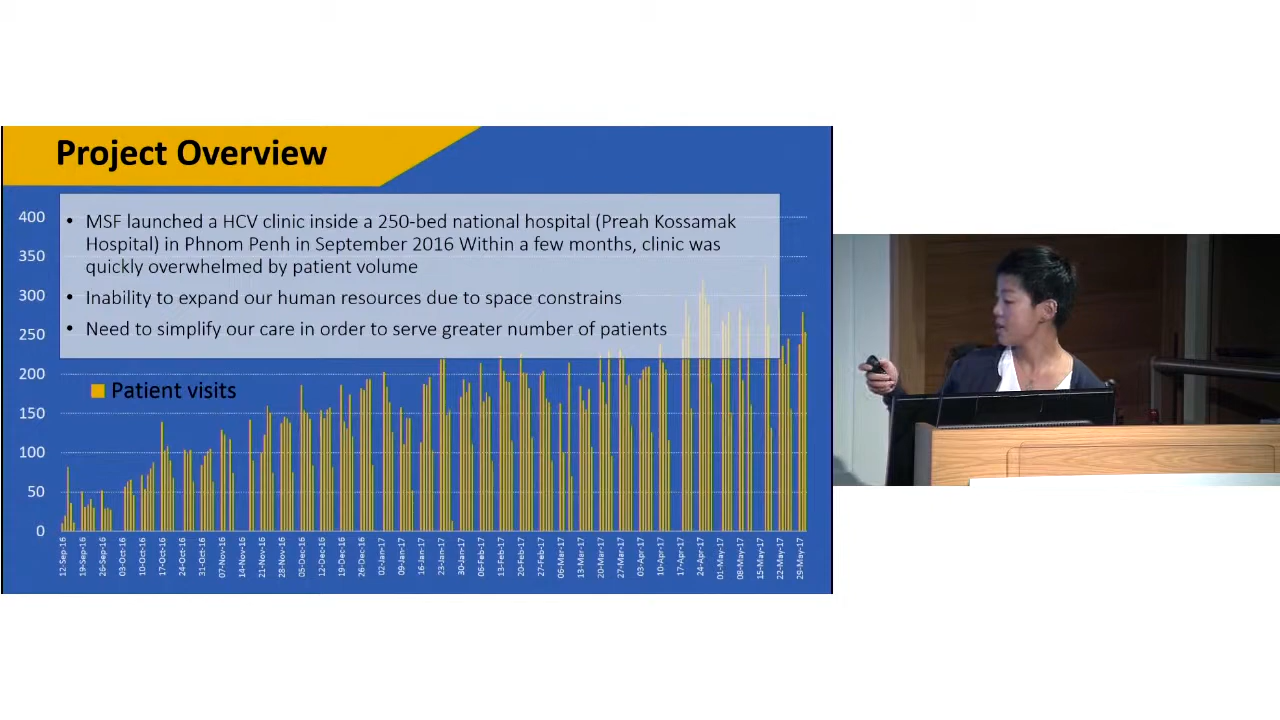 Project Overview
• MSF launched a HCV clinic inside a 250-bed national hospital (Preah Kossamak
Hospital) in Phnom Penh in September 2016 Within a few months, clinic was
quickly overwhelmed by patient volume
• Inability to expand our human resources due to space constrains
• Need to simplify our care in order to serve greater number of patients
Patient visits
400
350
300
250
200
150
100
50
0
12-Sep-16
19-Sep-16
26-Sep-16
03-Oct-16
10-Oct-16
17-Oct-16
24-Oct-16
31-Oct-16
07-Nov-16
14-Nov-16
21-Nov-16
28-Nov-16
05-Dec-16
12-Dec-16
19-Dec-16
26-Dec-16
02-Jan-17
09-Jan-17
16-Jan-17
23-Jan-17
30-Jan-17
06-Feb-17
13-Feb-17
20-Feb-17
27-Feb-17
06-Mar-17
13-Mar-17
20-Mar-17
27-Mar-17
03-Apr-17
10-Apr-17
17-Apr-17
24-Apr-17
01-May-17
08-May-17
15-May-17
22-May-17
29-May-17